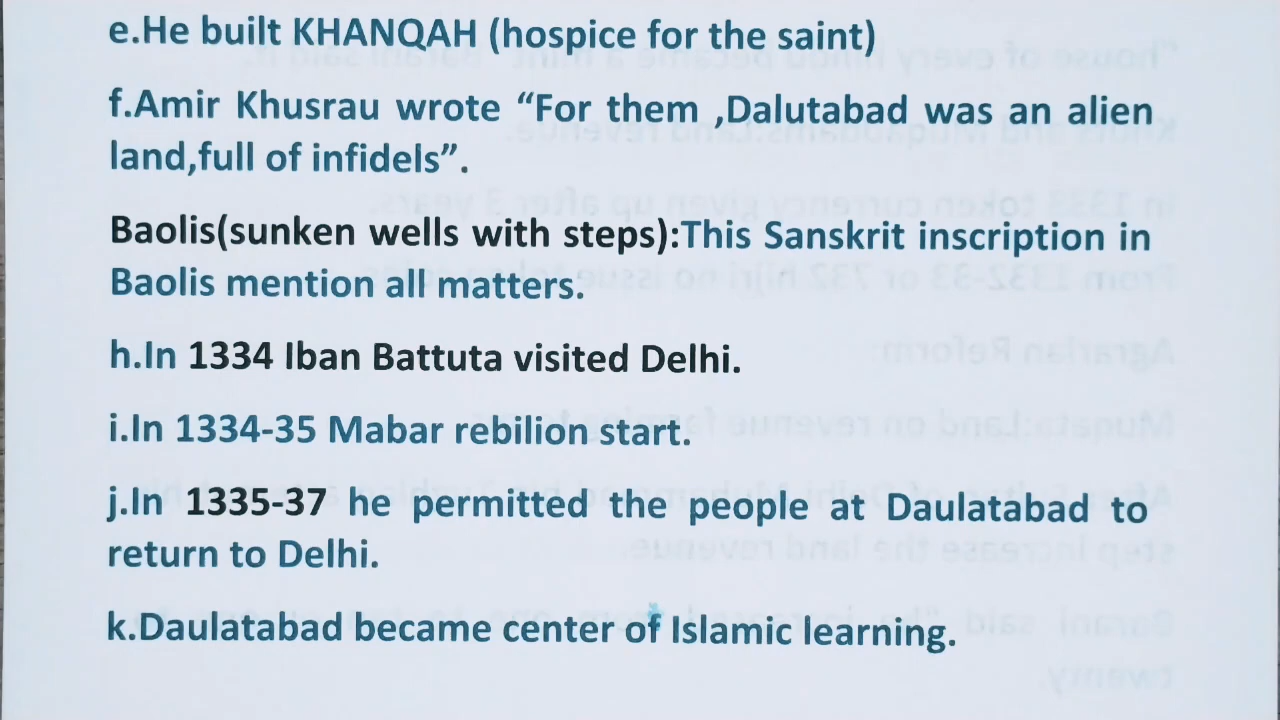 e.He built KHANQAH (hospice for the saint)
f.Amir Khusrau wrote “For them ,Dalutabad was an alien
land,full of infidels”.
Baolis(sunken wells with steps):This Sanskrit inscription in
Baolis mention all matters.
h.In 1334 Iban Battuta visited Delhi.
i.In 1334-35 Mabar rebilion start.
j.In 1335-37 he permitted the people at Daulatabad to
return to Delhi.
k.Daulatabad became center of Islamic learning.